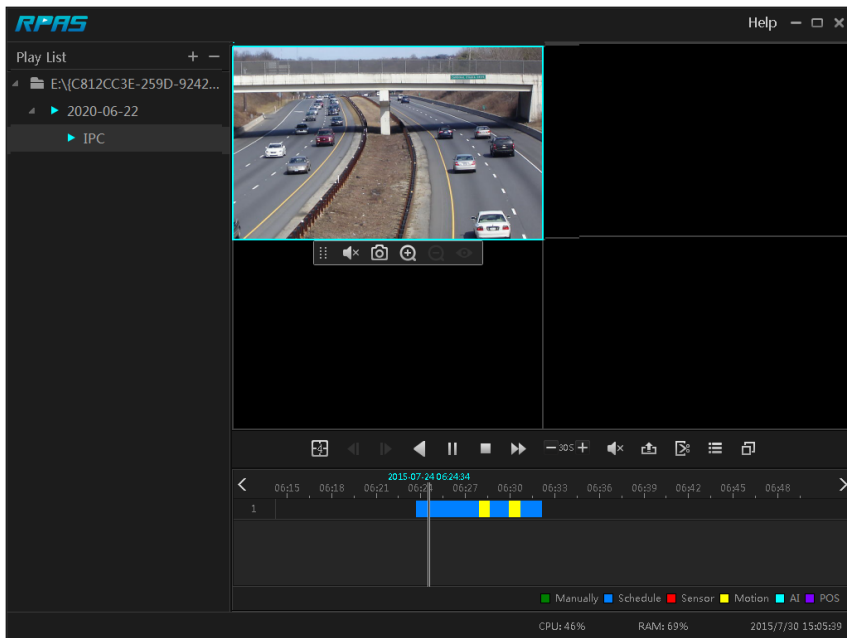 RPAS
Help
Play List
E:\{C812CC3E-259D-9242...
2020-06-22
IPC
30S
2015-07-24 06:24:34
06:15 06:18 06:21 06:24 06:27 06:30 06:33 06:36 06:39 06:42 06:45 06:48
1
Manually Schedule Sensor Motion AI POS
CPU: 46% RAM: 69% 2015/7/30 15:05:39